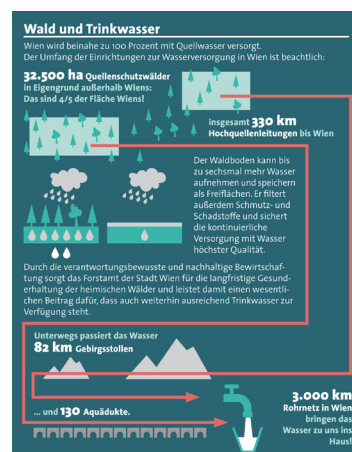 Wald und Trinkwasser
Wien wird beinahe zu 100 Prozent mit Quellwasser versorgt.
Der Umfang der Einrichtungen zur Wasserversorgung in Wien ist beachtlich:
32.500 ha Quellenschutzwälder
in Eigengrund außerhalb Wiens:
Das sind 4/5 der Fläche Wiens!
insgesamt 330 km
Hochquellenleitungen bis Wien
Der Waldboden kann bis
zu sechsmal mehr Wasser
aufnehmen und speichern
als Freiflächen. Er filtert
außerdem Schmutz- und
Schadstoffe und sichert
die kontinuierliche
Versorgung mit Wasser
höchster Qualität.
Durch die verantwortungsbewusste und nachhaltige Bewirtschaf-
tung sorgt das Forstamt der Stadt Wien für die langfristige Gesund-
erhaltung der heimischen Wälder und leistet damit einen wesentli-
chen Beitrag dafür, dass auch weiterhin ausreichend Trinkwasser zur
Verfügung steht.
Unterwegs passiert das Wasser
82 km Gebirgsstollen
... und 130 Aquädukte.
3.000 km
Rohrnetz in Wien
bringen das
Wasser zu uns ins
Haus!